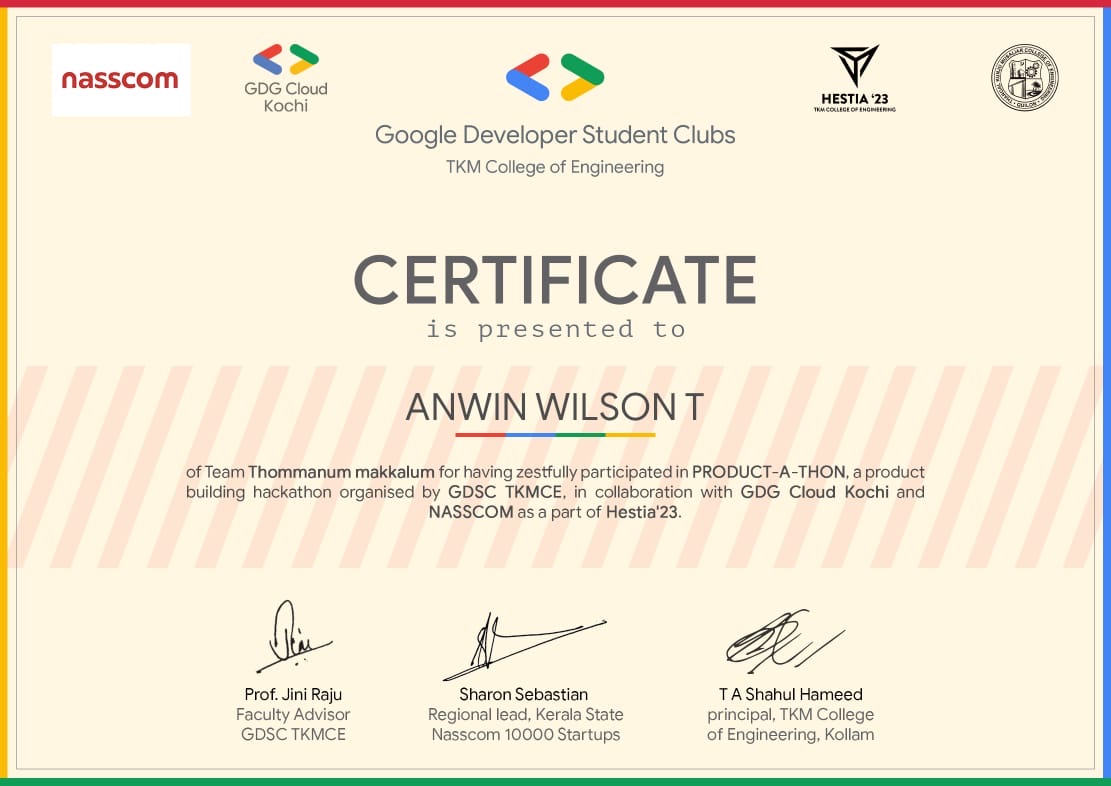 nasscom
GDG Cloud
Kochi
Google Developer Student Clubs
TKM College of Engineering
HESTIA ‘23
TKM COLLEGE OF ENGINEERING
CERTIFICATE
is presented to
ANWIN WILSON T
of Team Thommanum makkalum for having zestfully participated in PRODUCT-A-THON, a product
building hackathon organised by GDSC TKMCE, in collaboration with GDG Cloud Kochi and
NASSCOM as a part of Hestia'23.
Prof. Jini Raju
Faculty Advisor
GDSC TKMCE
Sharon Sebastian
Regional lead, Kerala State
Nasscom 10000 Startups
T A Shahul Hameed
principal, TKM College
of Engineering, Kollam